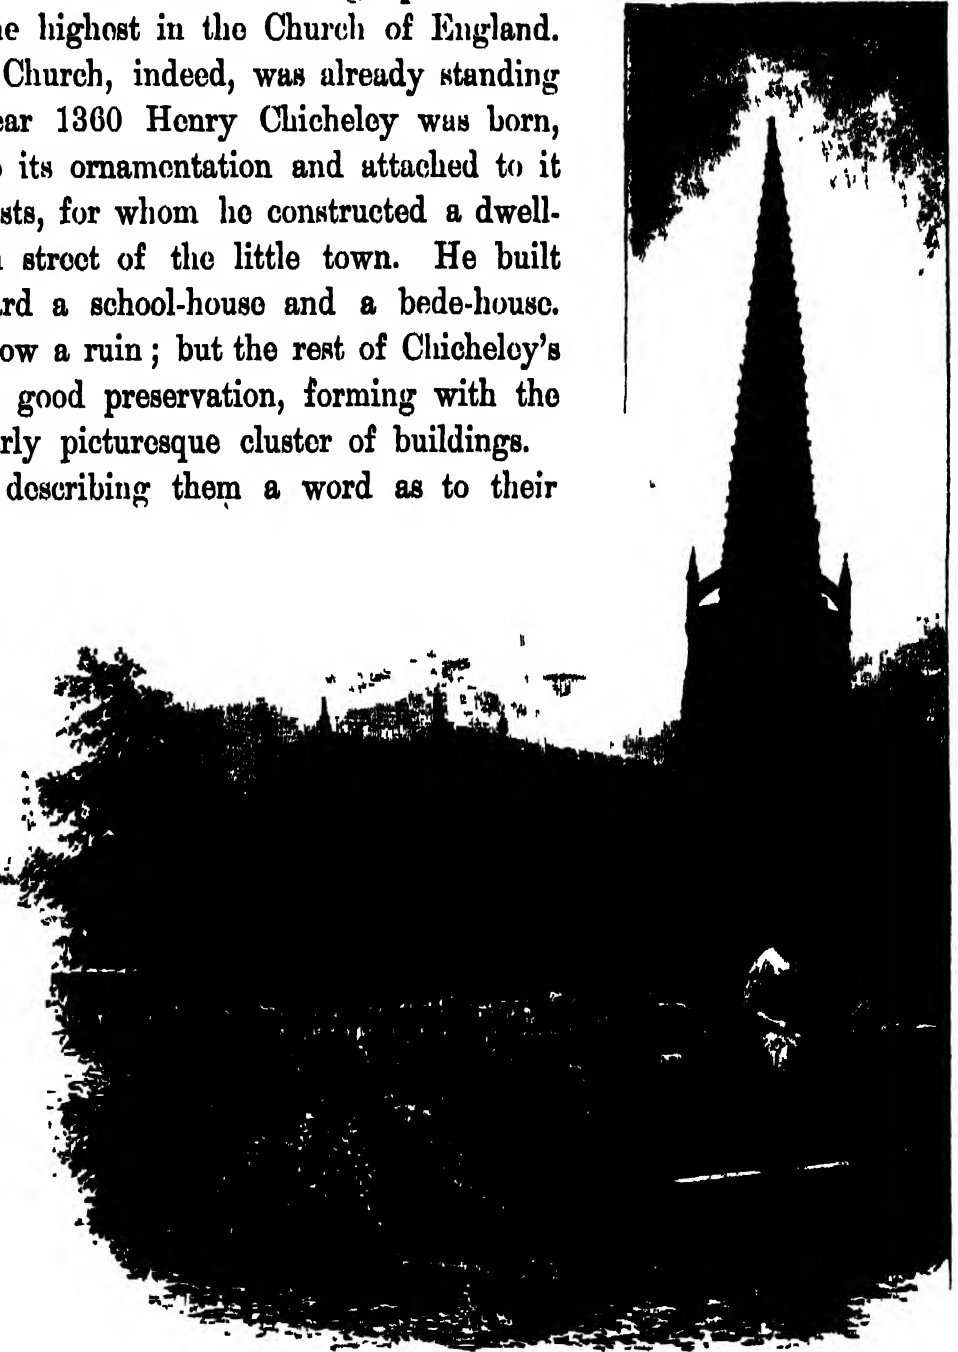 highest in the Church of England.
Church, indeed, was already standing
1360 Henry Chicheley was born,
its ornamentation and attached to it
sts, for whom he constructed a dwell-
street of the little town. He built
rd a school-house and a bede-house.
ow a ruin; but the rest of Chicheley's
good preservation, forming with the
rly picturesque cluster of buildings.
describing them a word as to their